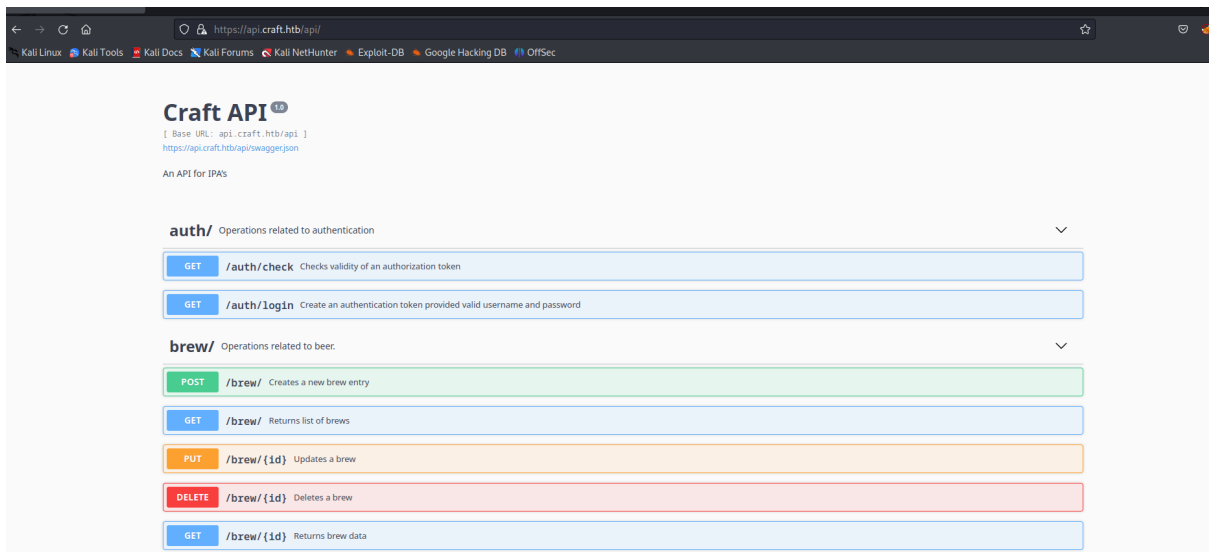 https://api.craft.htb/api/
Kali Linux Kali Tools Kali Docs Kali Forums Kali NetHunter Exploit-DB Google Hacking DB OffSec
Craft API 1.0
[ Base URL: api.craft.htb/api ]
https://api.craft.htb/api/swagger.json
An API for IPA's
auth/ Operations related to authentication
GET /auth/check Checks validity of an authorization token
GET /auth/login Create an authentication token provided valid username and password
brew/ Operations related to beer.
POST /brew/ Creates a new brew entry
GET /brew/ Returns list of brews
PUT /brew/{id} Updates a brew
DELETE /brew/{id} Deletes a brew
GET /brew/{id} Returns brew data